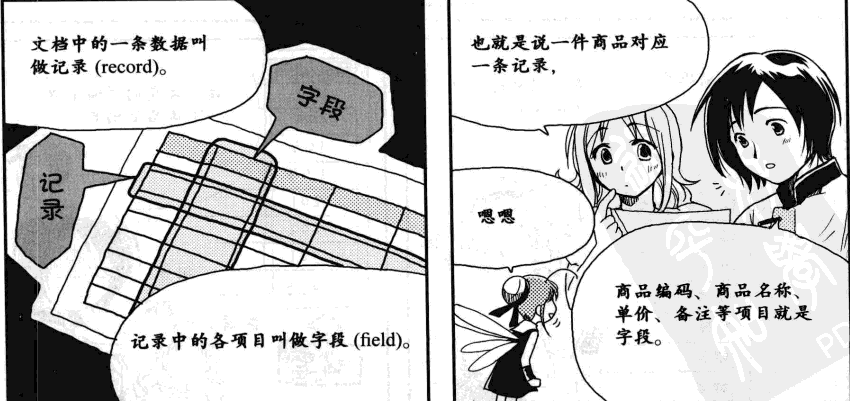 文档中的一条数据叫
做记录 (record)。
字段
记录
记录中的各项目叫做字段 (field)。
也就是说一件商品对应
一条记录，
嗯嗯
商品编码、商品名称、
单价、备注等项目就是
字段。